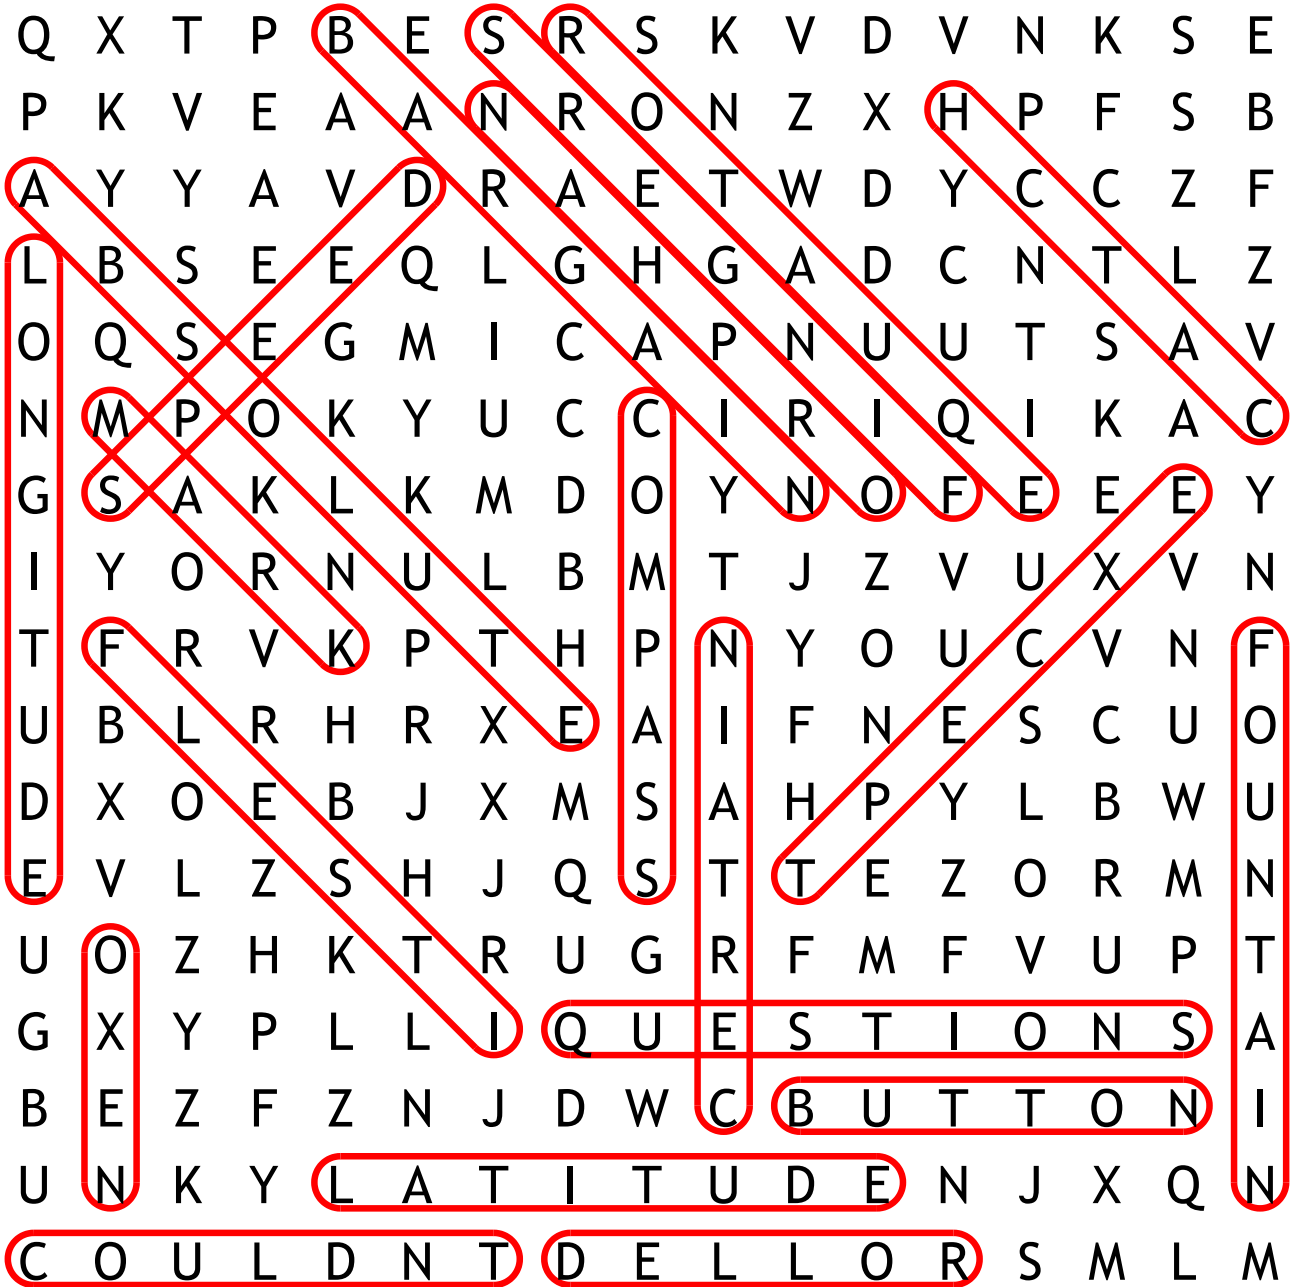 Q X T P B E S R S K V D V N K S E
P K V E A A N R O N Z X H P F S B
A Y Y A V D R A E T W D Y C C Z F
L B S E E Q L G H G A D C N T L Z
O Q S E G M I C A P N U U T S A V
N M P O K Y U C C I R I Q I K A C
G S A K L K M D O Y N O F E E E Y
I Y O R N U L B M T J Z V U X V N
T F R V K P T H P N Y O U C V N F
U B L R H R X E A I F N E S C U O
D X O E B J X M S A H P Y L B W U
E V L Z S H J Q S T T E Z O R M N
U O Z H K T R U G R F M F V U P T
G X Y P L L I Q U E S T I O N S A
B E Z F Z N J D W C B U T T O N I
U N K Y L A T I T U D E N J X Q N
C O U L D N T D E L L O R S M L M